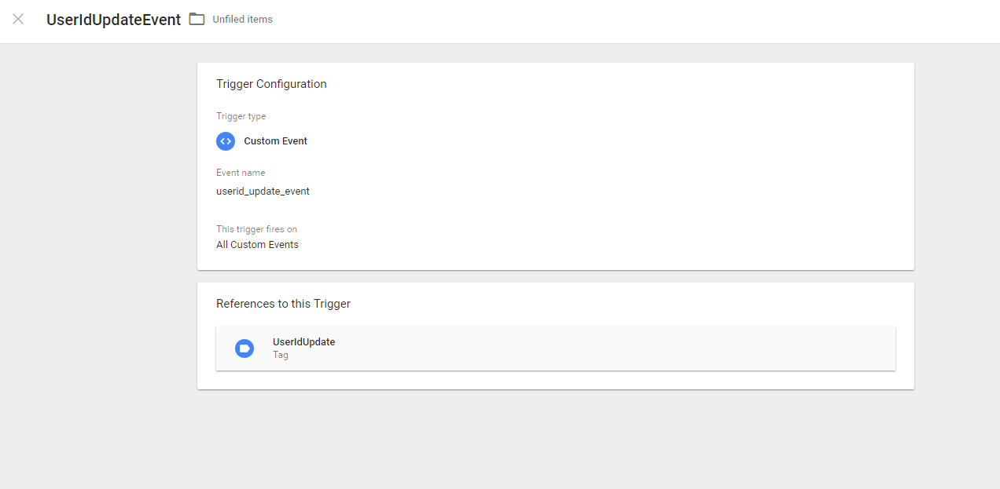 UserIdUpdateEvent Unfiled items
Trigger Configuration
Trigger type
Custom Event
Event name
userid_update_event
This trigger fires on
All Custom Events
References to this Trigger
UserIdUpdate
Tag